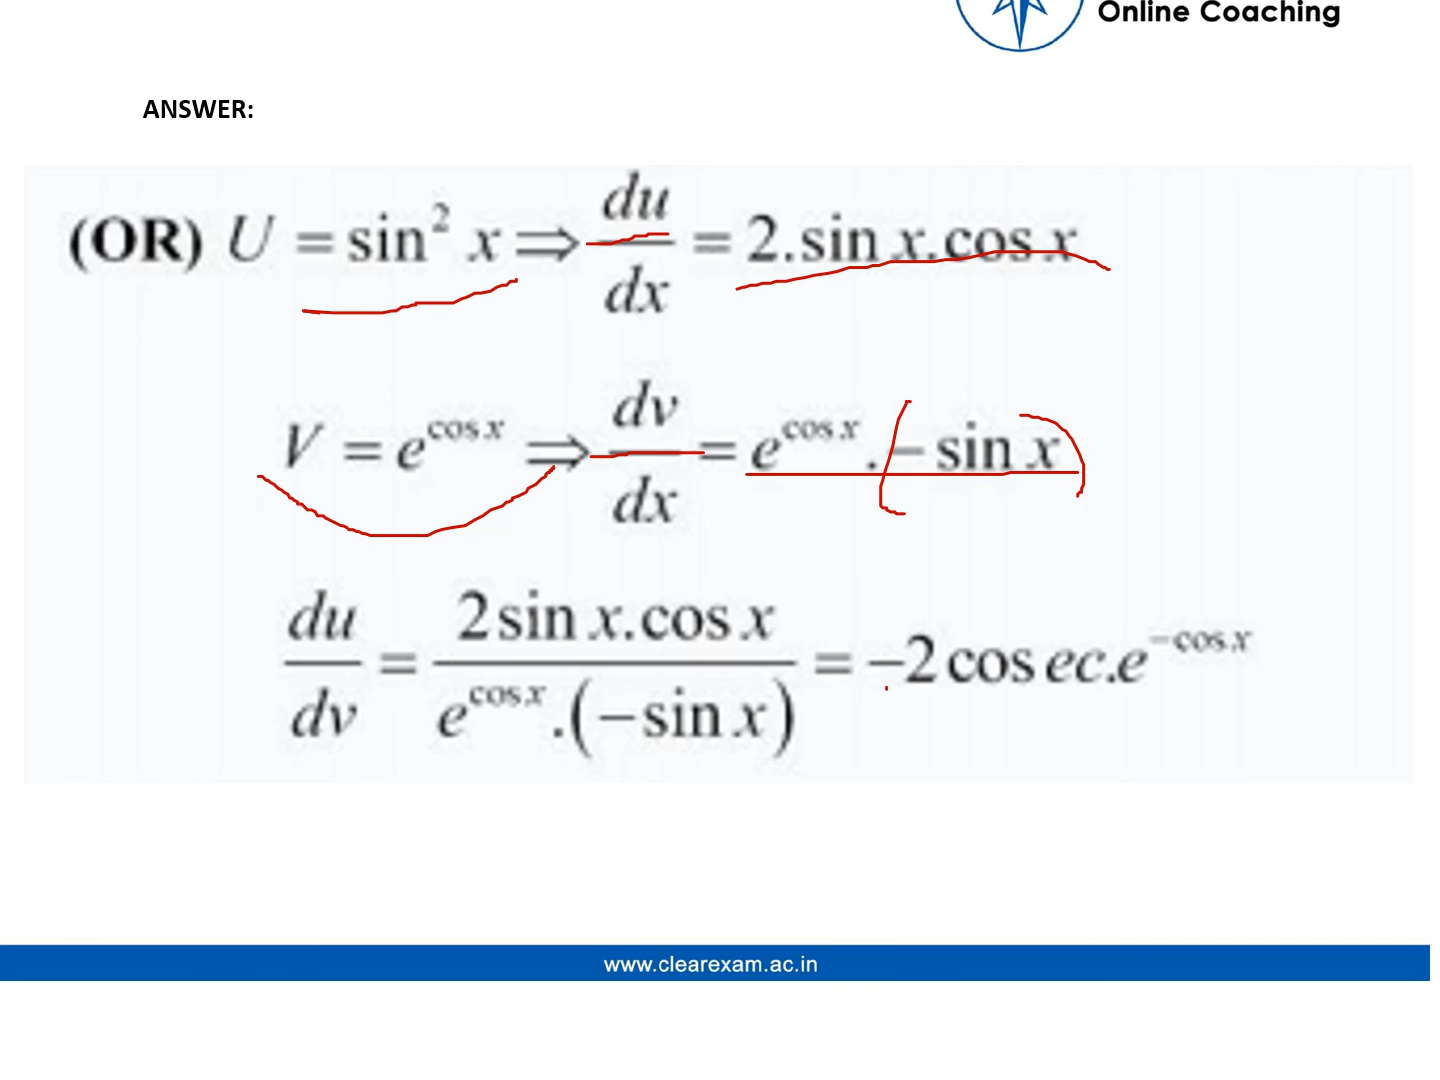 Online Coaching
ANSWER:
(OR) U = sin² x ⇒ du/dx = 2.sin x.cos x
V = e^{cos x} ⇒ dv/dx = e^{cos x}.−sin x
du/dv = 2 sin x.cos x / e^{cos x}.(−sin x) = −2 cos ec.e^{−cos x}
www.clearexam.ac.in